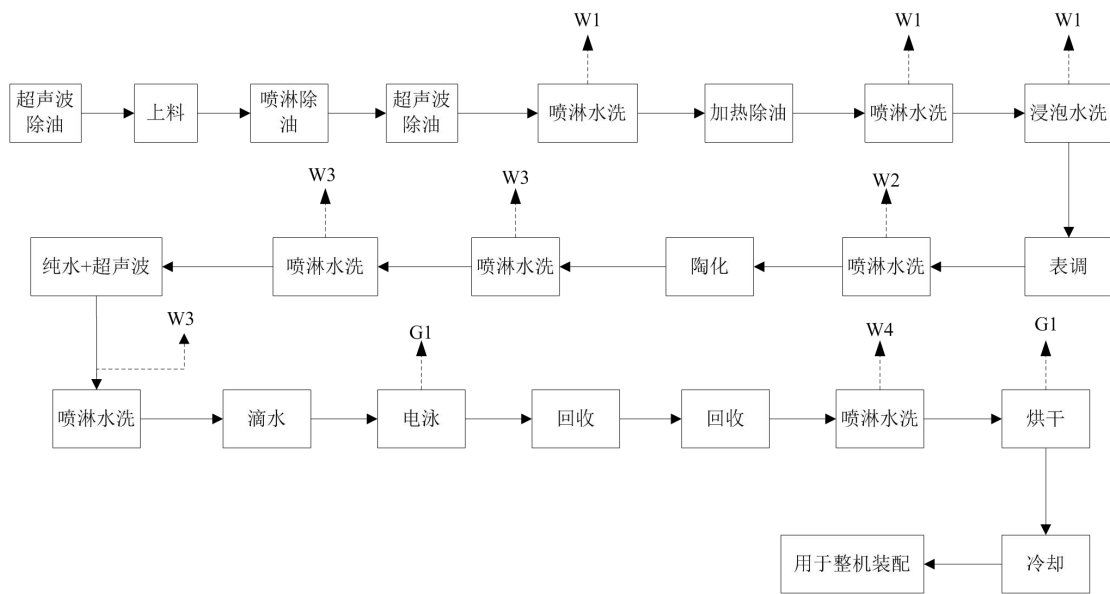 W1
W1
W1
超声波
除油
上料
喷淋除
油
超声波
除油
喷淋水洗
加热除油
喷淋水洗
浸泡水洗
W3
W3
W2
纯水+超声波
喷淋水洗
喷淋水洗
陶化
喷淋水洗
表调
W3
G1
W4
G1
喷淋水洗
滴水
电泳
回收
回收
喷淋水洗
烘干
用于整机装配
冷却